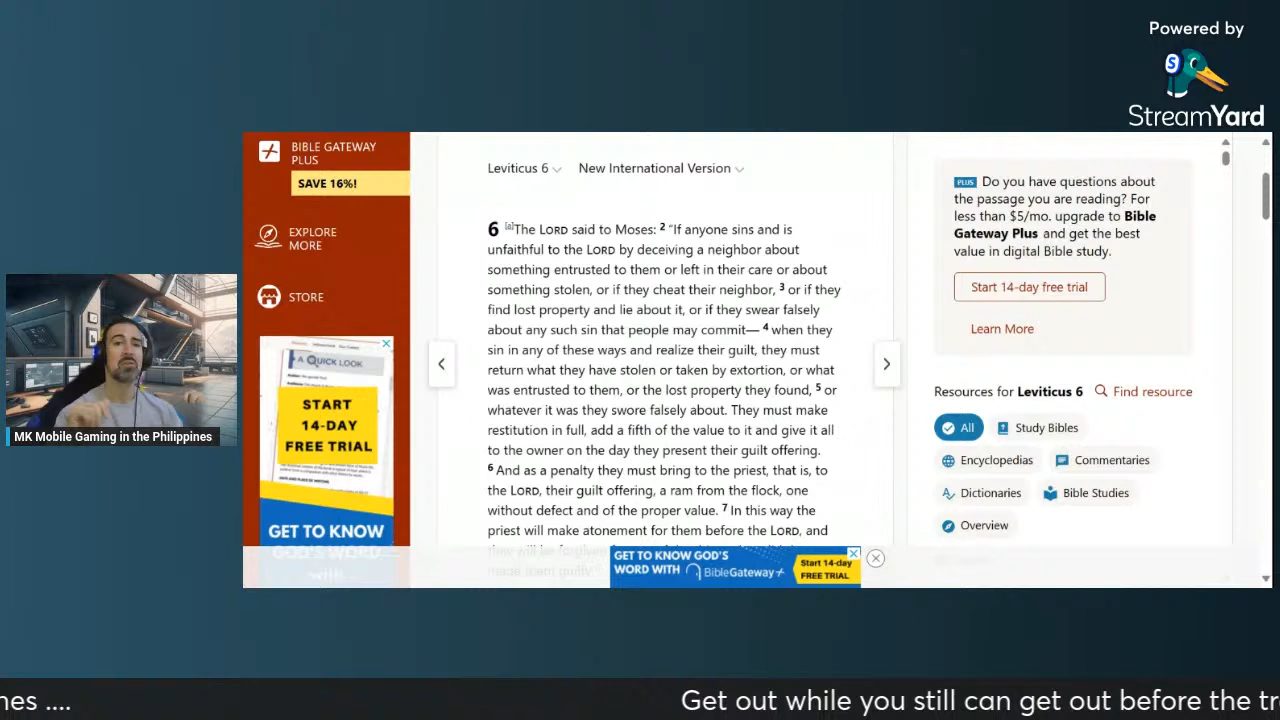 Powered by
StreamYard
BIBLE GATEWAY
PLUS
SAVE 16%!
EXPLORE
MORE
STORE
A QUICK LOOK
START
14-DAY
FREE TRIAL
GET TO KNOW
GOD'S WORD
with...
MK Mobile Gaming in the Philippines
Leviticus 6 New International Version
6 [a]The LORD said to Moses: 2 “If anyone sins and is
unfaithful to the LORD by deceiving a neighbor about
something entrusted to them or left in their care or about
something stolen, or if they cheat their neighbor, 3 or if they
find lost property and lie about it, or if they swear falsely
about any such sin that people may commit— 4 when they
sin in any of these ways and realize their guilt, they must
return what they have stolen or taken by extortion, or what
was entrusted to them, or the lost property they found, 5 or
whatever it was they swore falsely about. They must make
restitution in full, add a fifth of the value to it and give it all
to the owner on the day they present their guilt offering.
6 And as a penalty they must bring to the priest, that is, to
the LORD, their guilt offering, a ram from the flock, one
without defect and of the proper value. 7 In this way the
priest will make atonement for them before the LORD, and
they will be forgiven
made them guilty.”
GET TO KNOW GOD'S
WORD WITH BibleGateway+
Start 14-day
FREE TRIAL
PLUS Do you have questions about
the passage you are reading? For
less than $5/mo. upgrade to Bible
Gateway Plus and get the best
value in digital Bible study.
Start 14-day free trial
Learn More
Resources for Leviticus 6 Find resource
All Study Bibles
Encyclopedias Commentaries
Dictionaries Bible Studies
Overview
nes .... Get out while you still can get out before the tr